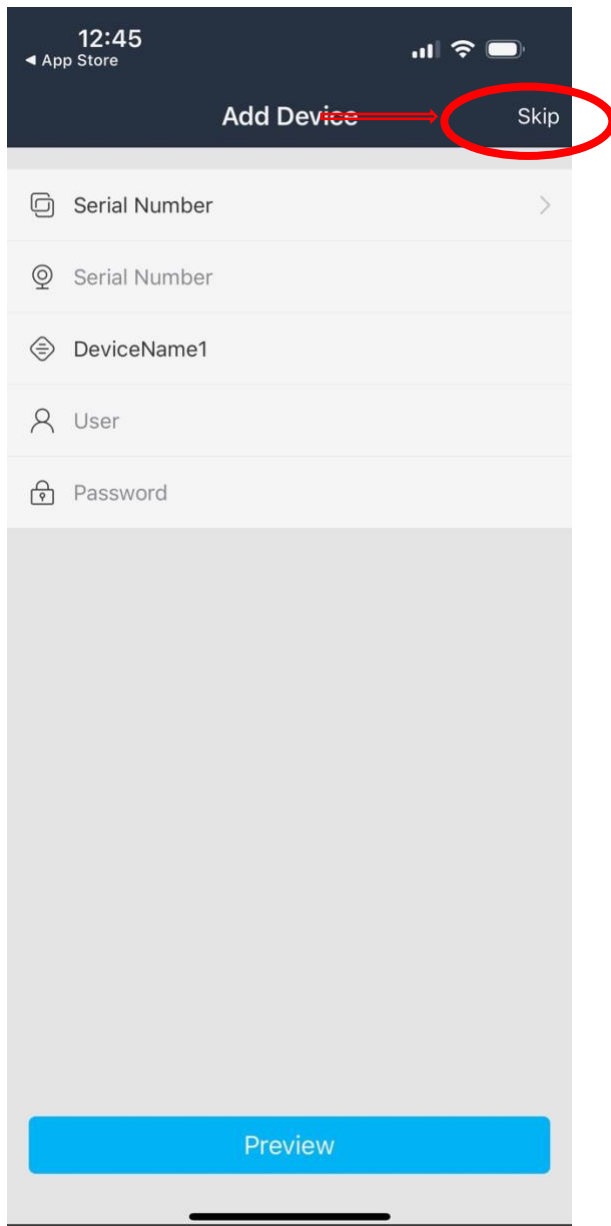 12:45
◀ App Store
Add Device
Skip
Serial Number
Serial Number
DeviceName1
User
Password
Preview